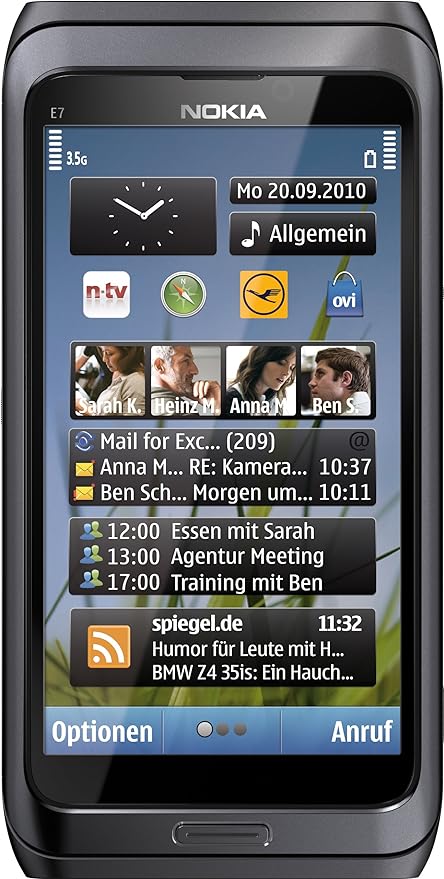 E7
NOKIA
3.5G
Mo 20.09.2010
Allgemein
n-tv
ovi
Sarah K. Heinz M. Anna M. Ben S.
Mail for Exc... (209) @
Anna M... RE: Kamera... 10:37
Ben Sch... Morgen um... 10:11
12:00 Essen mit Sarah
13:00 Agentur Meeting
17:00 Training mit Ben
spiegel.de 11:32
Humor für Leute mit H...
BMW Z4 35is: Ein Hauch...
Optionen Anruf